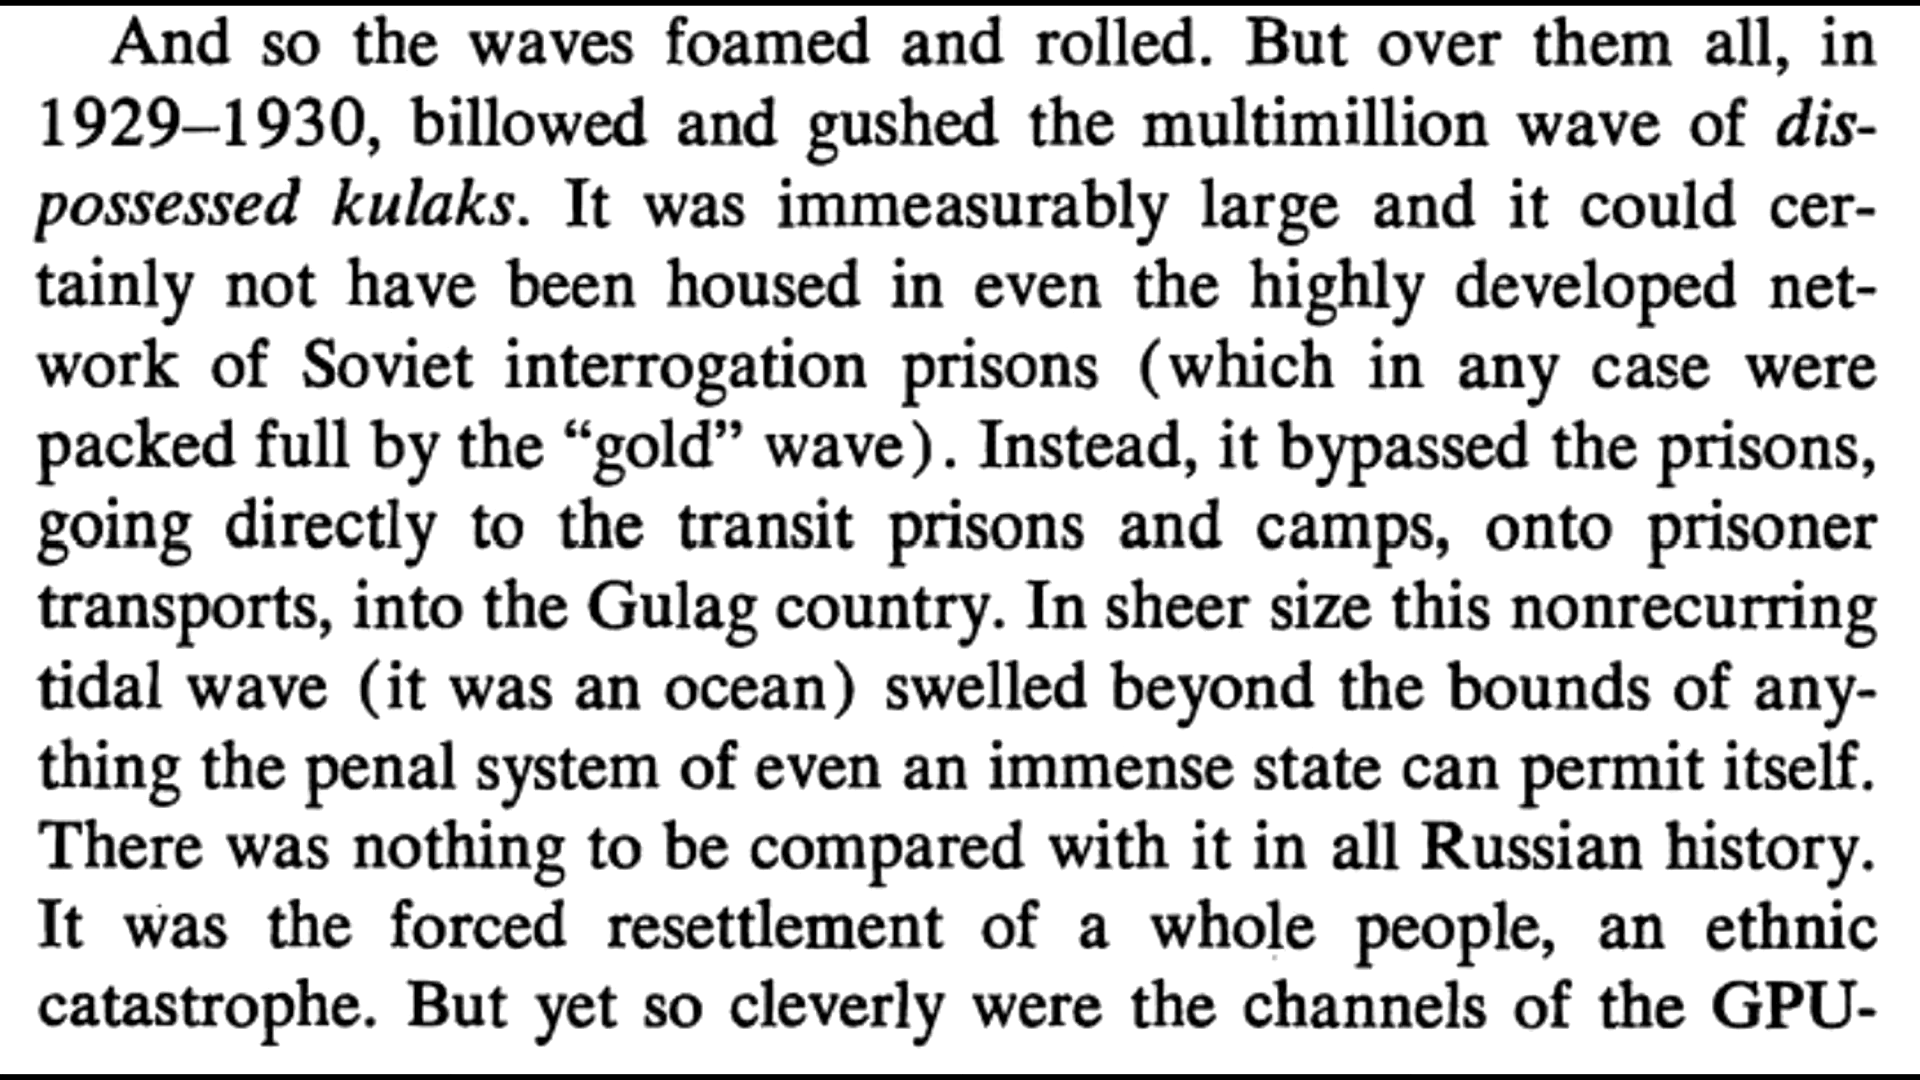 And so the waves foamed and rolled. But over them all, in
1929–1930, billowed and gushed the multimillion wave of dis-
possessed kulaks. It was immeasurably large and it could cer-
tainly not have been housed in even the highly developed net-
work of Soviet interrogation prisons (which in any case were
packed full by the “gold” wave). Instead, it bypassed the prisons,
going directly to the transit prisons and camps, onto prisoner
transports, into the Gulag country. In sheer size this nonrecurring
tidal wave (it was an ocean) swelled beyond the bounds of any-
thing the penal system of even an immense state can permit itself.
There was nothing to be compared with it in all Russian history.
It was the forced resettlement of a whole people, an ethnic
catastrophe. But yet so cleverly were the channels of the GPU-